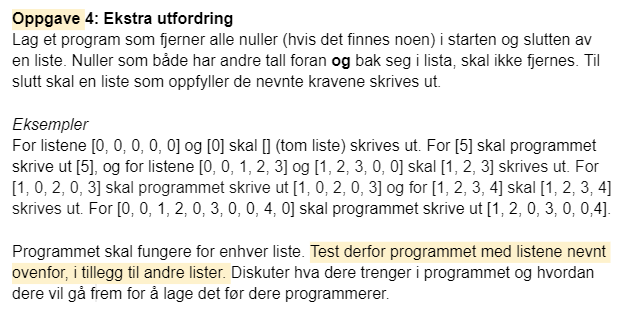 Oppgave 4: Ekstra utfordring
Lag et program som fjerner alle nuller (hvis det finnes noen) i starten og slutten av
en liste. Nuller som både har andre tall foran og bak seg i lista, skal ikke fjernes. Til
slutt skal en liste som oppfyller de nevnte kravene skrives ut.
Eksempler
For listene [0, 0, 0, 0, 0] og [0] skal [] (tom liste) skrives ut. For [5] skal programmet
skrive ut [5], og for listene [0, 0, 1, 2, 3] og [1, 2, 3, 0, 0] skal [1, 2, 3] skrives ut. For
[1, 0, 2, 0, 3] skal programmet skrive ut [1, 0, 2, 0, 3] og for [1, 2, 3, 4] skal [1, 2, 3, 4]
skrives ut. For [0, 0, 1, 2, 0, 3, 0, 0, 4, 0] skal programmet skrive ut [1, 2, 0, 3, 0, 0,4].
Programmet skal fungere for enhver liste. Test derfor programmet med listene nevnt
ovenfor, i tillegg til andre lister. Diskuter hva dere trenger i programmet og hvordan
dere vil gå frem for å lage det før dere programmerer.